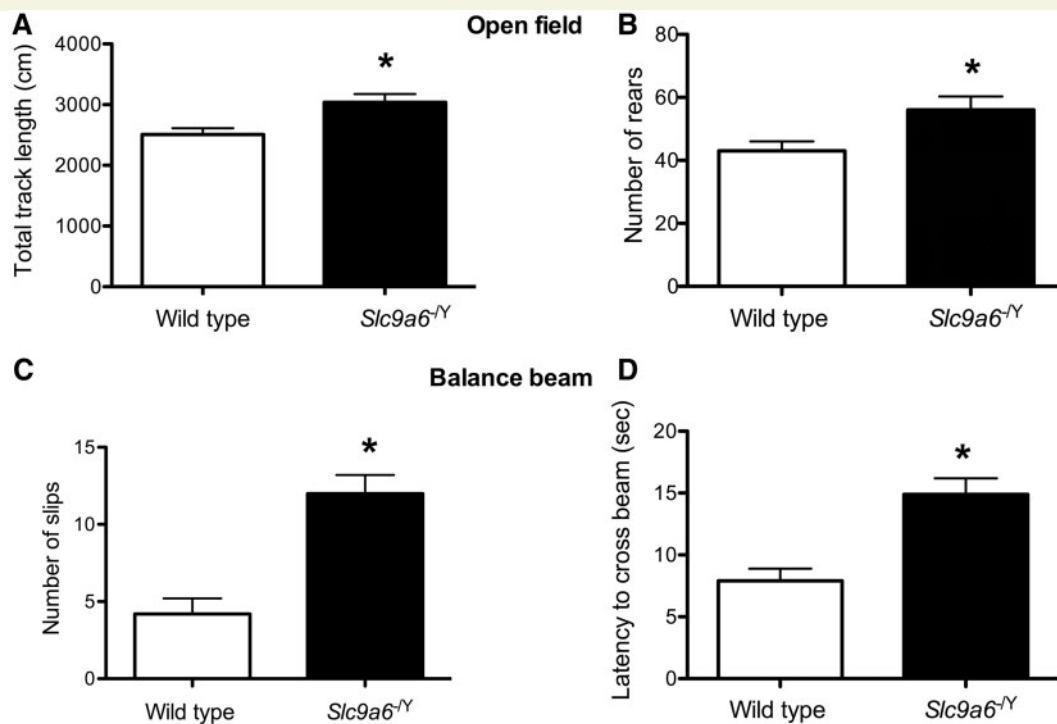 A
Open field
B
Total track length (cm)
4000
3000
2000
1000
0
*
Wild type
Slc9a6-/Y
Number of rears
80
60
40
20
0
*
Wild type
Slc9a6-/Y
C
Balance beam
D
Number of slips
15
10
5
0
*
Wild type
Slc9a6-/Y
Latency to cross beam (sec)
20
15
10
5
0
*
Wild type
Slc9a6-/Y